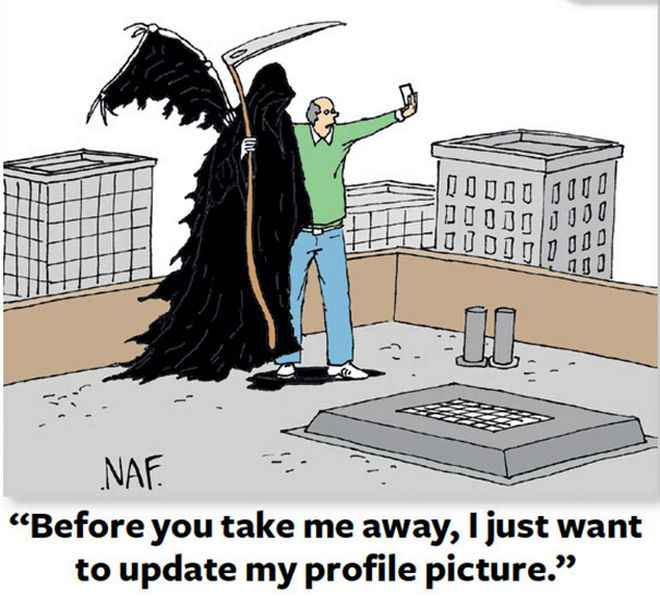 NAF.
“Before you take me away, I just want
to update my profile picture.”